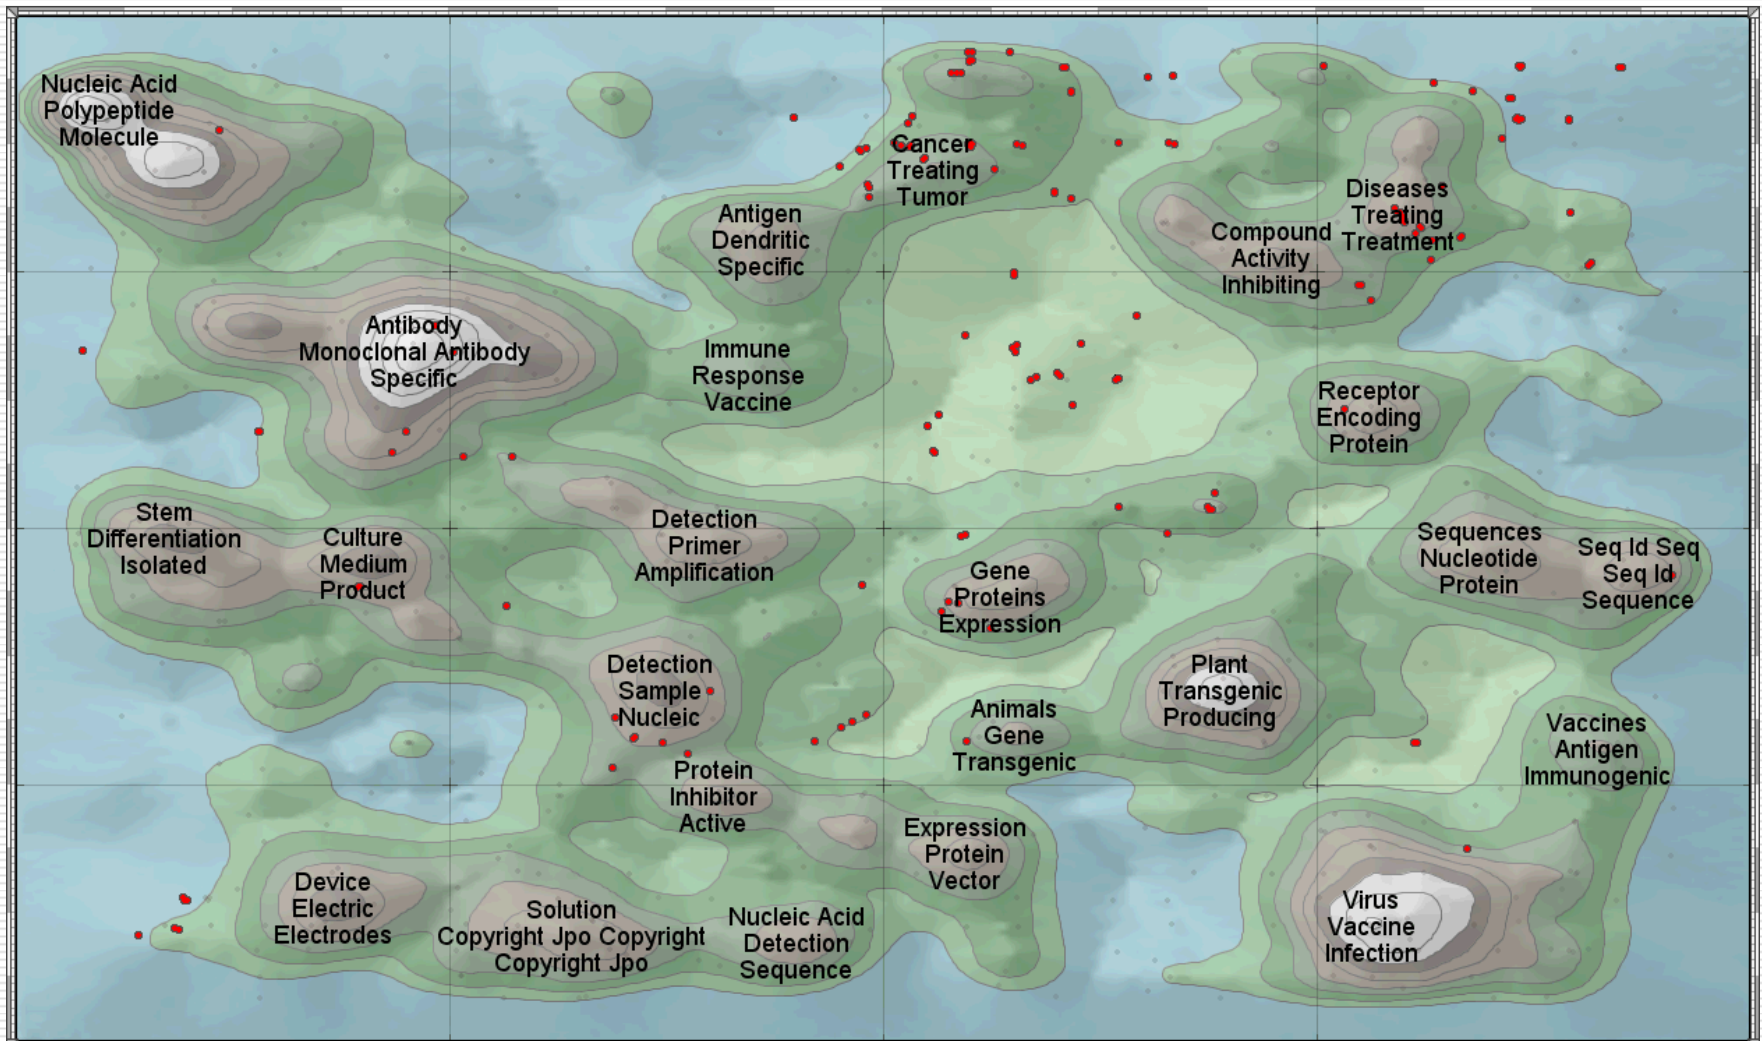 Nucleic Acid
Polypeptide
Molecule
Cancer
Treating
Tumor
Antigen
Dendritic
Specific
Diseases
Treating
Treatment
Compound
Activity
Inhibiting
Antibody
Monoclonal Antibody
Specific
Immune
Response
Vaccine
Receptor
Encoding
Protein
Stem
Differentiation
Isolated
Culture
Medium
Product
Detection
Primer
Amplification
Gene
Proteins
Expression
Sequences
Nucleotide
Protein
Seq Id Seq
Seq Id
Sequence
Detection
Sample
Nucleic
Plant
Transgenic
Producing
Animals
Gene
Transgenic
Vaccines
Antigen
Immunogenic
Protein
Inhibitor
Active
Expression
Protein
Vector
Device
Electric
Electrodes
Solution
Copyright Jpo Copyright
Copyright Jpo
Nucleic Acid
Detection
Sequence
Virus
Vaccine
Infection